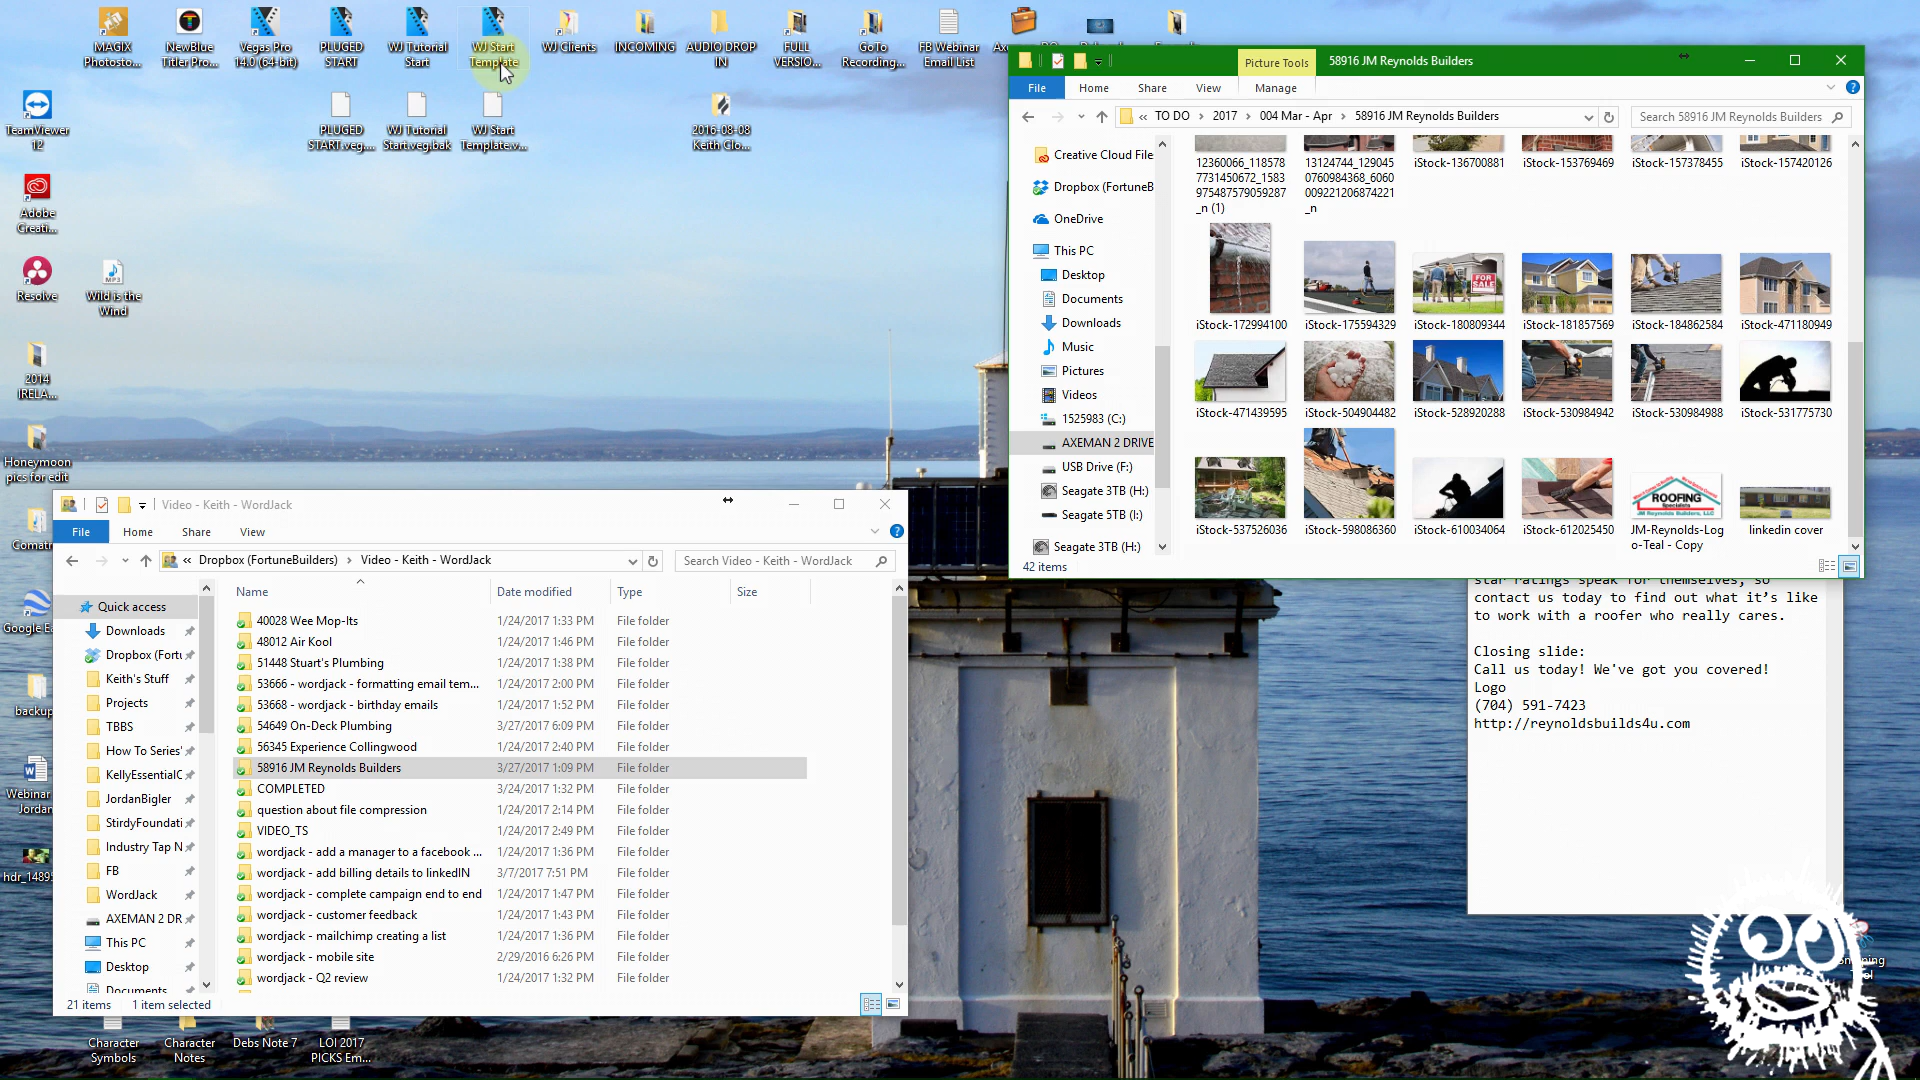 MAGIX
Photosto...
NewBlue
Titler Pro...
Vegas Pro
14.0 (64-bit)
PLUGED
START
WJ Tutorial
Start
WJ Start
Template
WJ Clients
INCOMING
AUDIO DROP
IN
FULL
VERSIO...
GoTo
Recording...
FB Webinar
Email List
TeamViewer
12
PLUGED
START.veg....
WJ Tutorial
Start.veg.bak
WJ Start
Template.v...
2016-08-08
Keith Clo...
Adobe
Creati...
Resolve
Wild is the
Wind
2014
IRELA...
Honeymoon
pics for edit
backup
Webinar
Jordan
Character
Symbols
Character
Notes
Debs Note 7
LOI 2017
PICKS Em...
Picture Tools
58916 JM Reynolds Builders
File
Home
Share
View
Manage
« TO DO > 2017 > 004 Mar - Apr > 58916 JM Reynolds Builders
Search 58916 JM Reynolds Builders
Creative Cloud File
Dropbox (FortuneB
OneDrive
This PC
Desktop
Documents
Downloads
Music
Pictures
Videos
1525983 (C:)
AXEMAN 2 DRIVE
USB Drive (F:)
Seagate 3TB (H:)
Seagate 5TB (I:)
Seagate 3TB (H:)
12360066_118578
7731450672_1583
975487579059287
_n (1)
13124744_129045
0760984368_6060
009221206874221
_n
iStock-136700881
iStock-153769469
iStock-157378455
iStock-157420126
iStock-172994100
iStock-175594329
iStock-180809344
iStock-181857569
iStock-184862584
iStock-471180949
iStock-471439595
iStock-504904482
iStock-528920288
iStock-530984942
iStock-530984988
iStock-531775730
iStock-537526036
iStock-598086360
iStock-610034064
iStock-612025450
ROOFING
JM-Reynolds-Log
o-Teal - Copy
linkedin cover
FOR
SALE
42 items
star ratings speak for themselves, so
contact us today to find out what it's like
to work with a roofer who really cares.
Closing slide:
Call us today! We've got you covered!
Logo
(704) 591-7423
http://reynoldsbuilds4u.com
Video - Keith - WordJack
File
Home
Share
View
« Dropbox (FortuneBuilders) > Video - Keith - WordJack
Search Video - Keith - WordJack
Quick access
Downloads
Dropbox (Fortu
Keith's Stuff
Projects
TBBS
How To Series'
KellyEssentialC
JordanBigler
StirdyFoundati
Industry Tap N
FB
WordJack
AXEMAN 2 DR
This PC
Desktop
Documents
Name
Date modified
Type
Size
40028 Wee Mop-Its 1/24/2017 1:33 PM File folder
48012 Air Kool 1/24/2017 1:46 PM File folder
51448 Stuart's Plumbing 1/24/2017 1:38 PM File folder
53666 - wordjack - formatting email tem... 1/24/2017 2:00 PM File folder
53668 - wordjack - birthday emails 1/24/2017 1:52 PM File folder
54649 On-Deck Plumbing 3/27/2017 6:09 PM File folder
56345 Experience Collingwood 1/24/2017 2:40 PM File folder
58916 JM Reynolds Builders 3/27/2017 1:09 PM File folder
COMPLETED 3/24/2017 1:32 PM File folder
question about file compression 1/24/2017 2:14 PM File folder
VIDEO_TS 1/24/2017 2:49 PM File folder
wordjack - add a manager to a facebook ... 1/24/2017 1:36 PM File folder
wordjack - add billing details to linkedIN 3/7/2017 7:51 PM File folder
wordjack - complete campaign end to end 1/24/2017 1:47 PM File folder
wordjack - customer feedback 1/24/2017 1:43 PM File folder
wordjack - mailchimp creating a list 1/24/2017 1:36 PM File folder
wordjack - mobile site 2/29/2016 6:26 PM File folder
wordjack - Q2 review 1/24/2017 1:32 PM File folder
21 items
1 item selected